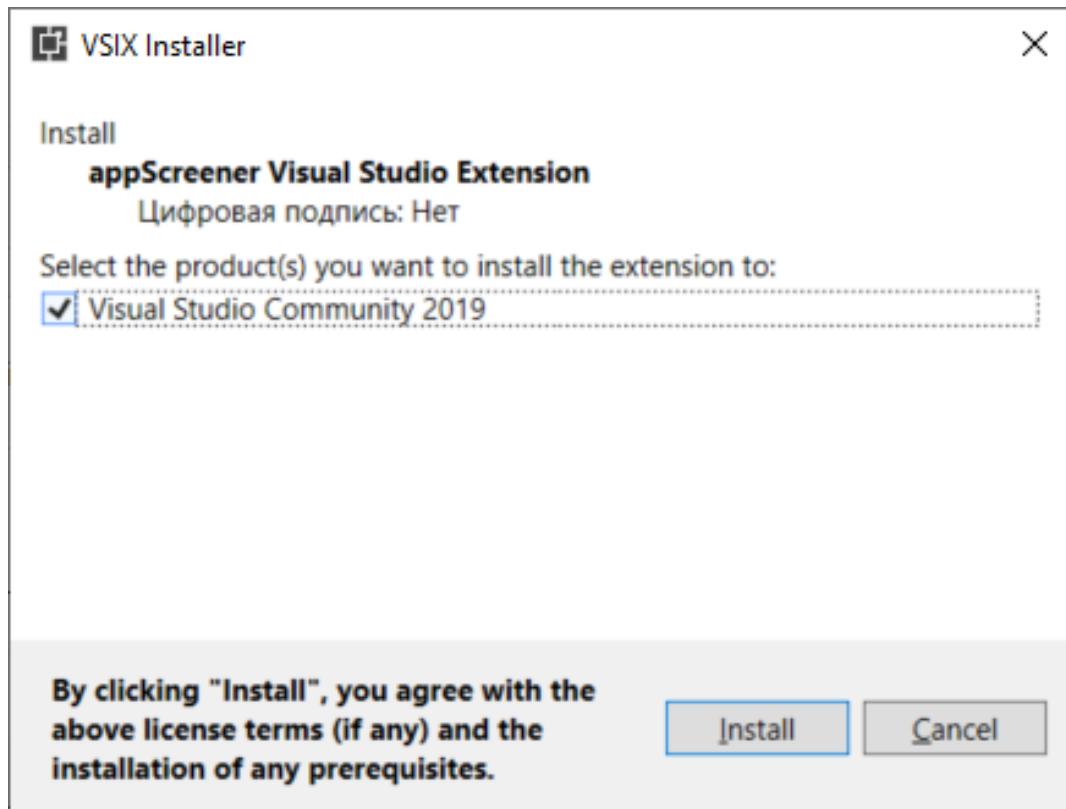 VSIX Installer
Install
appScreener Visual Studio Extension
Цифровая подпись: Нет
Select the product(s) you want to install the extension to:
Visual Studio Community 2019
By clicking "Install", you agree with the
above license terms (if any) and the
installation of any prerequisites.
Install
Cancel